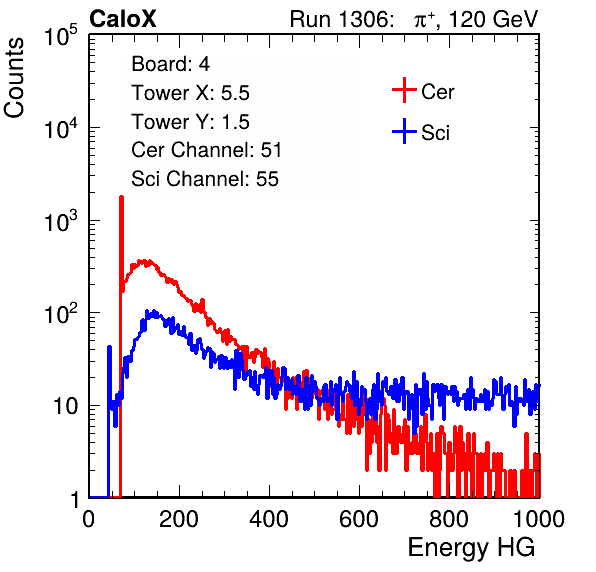 CaloX Run 1306: π⁺, 120 GeV
Counts
10⁵
10⁴
10³
10²
10
1
Board: 4
Tower X: 5.5
Tower Y: 1.5
Cer Channel: 51
Sci Channel: 55
Cer
Sci
0 200 400 600 800 1000
Energy HG